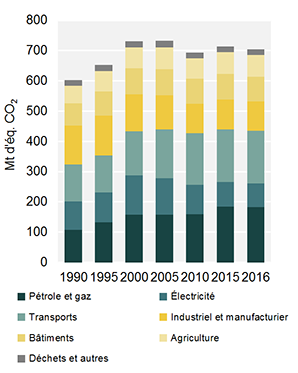 800
700
600
500
400
300
200
100
0
Mt d'éq. CO₂
1990 1995 2000 2005 2010 2015 2016
Pétrole et gaz Électricité
Transports Industriel et manufacturier
Bâtiments Agriculture
Déchets et autres